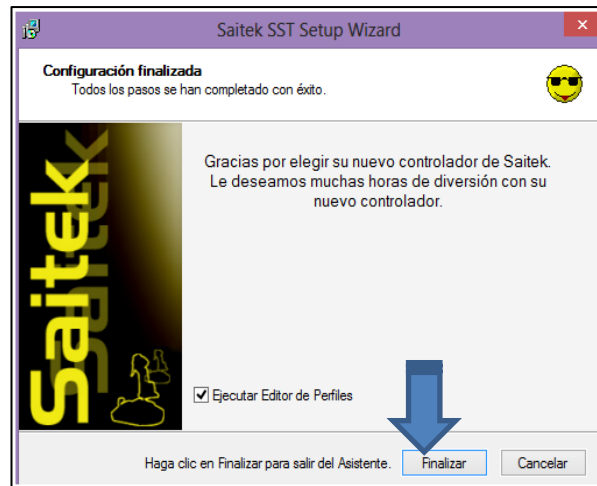 Saitek SST Setup Wizard
Configuración finalizada
Todos los pasos se han completado con éxito.
Saitek
Saitek
Gracias por elegir su nuevo controlador de Saitek.
Le deseamos muchas horas de diversión con su
nuevo controlador.
Ejecutar Editor de Perfiles
Haga clic en Finalizar para salir del Asistente.
Finalizar
Cancelar